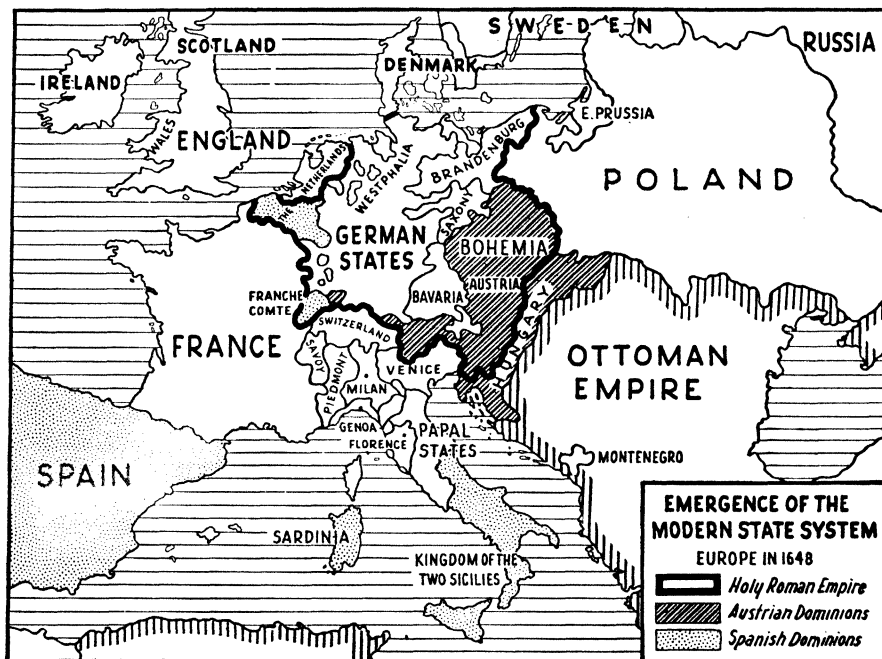 SCOTLAND
SWEDEN
RUSSIA
IRELAND
DENMARK
E. PRUSSIA
WALES
ENGLAND
THE NETHERLANDS
WESTPHALIA
BRANDENBURG
POLAND
SAXONY
GERMAN
STATES
BOHEMIA
AUSTRIA
BAVARIA
FRANCHE
COMTE
SWITZERLAND
HUNGARY
FRANCE
SAVOY
PIEDMONT
MILAN
VENICE
OTTOMAN
EMPIRE
GENOA
FLORENCE
PAPAL
STATES
MONTENEGRO
SPAIN
SARDINIA
KINGDOM OF THE
TWO SICILIES
EMERGENCE OF THE
MODERN STATE SYSTEM
EUROPE IN 1648
Holy Roman Empire
Austrian Dominions
Spanish Dominions